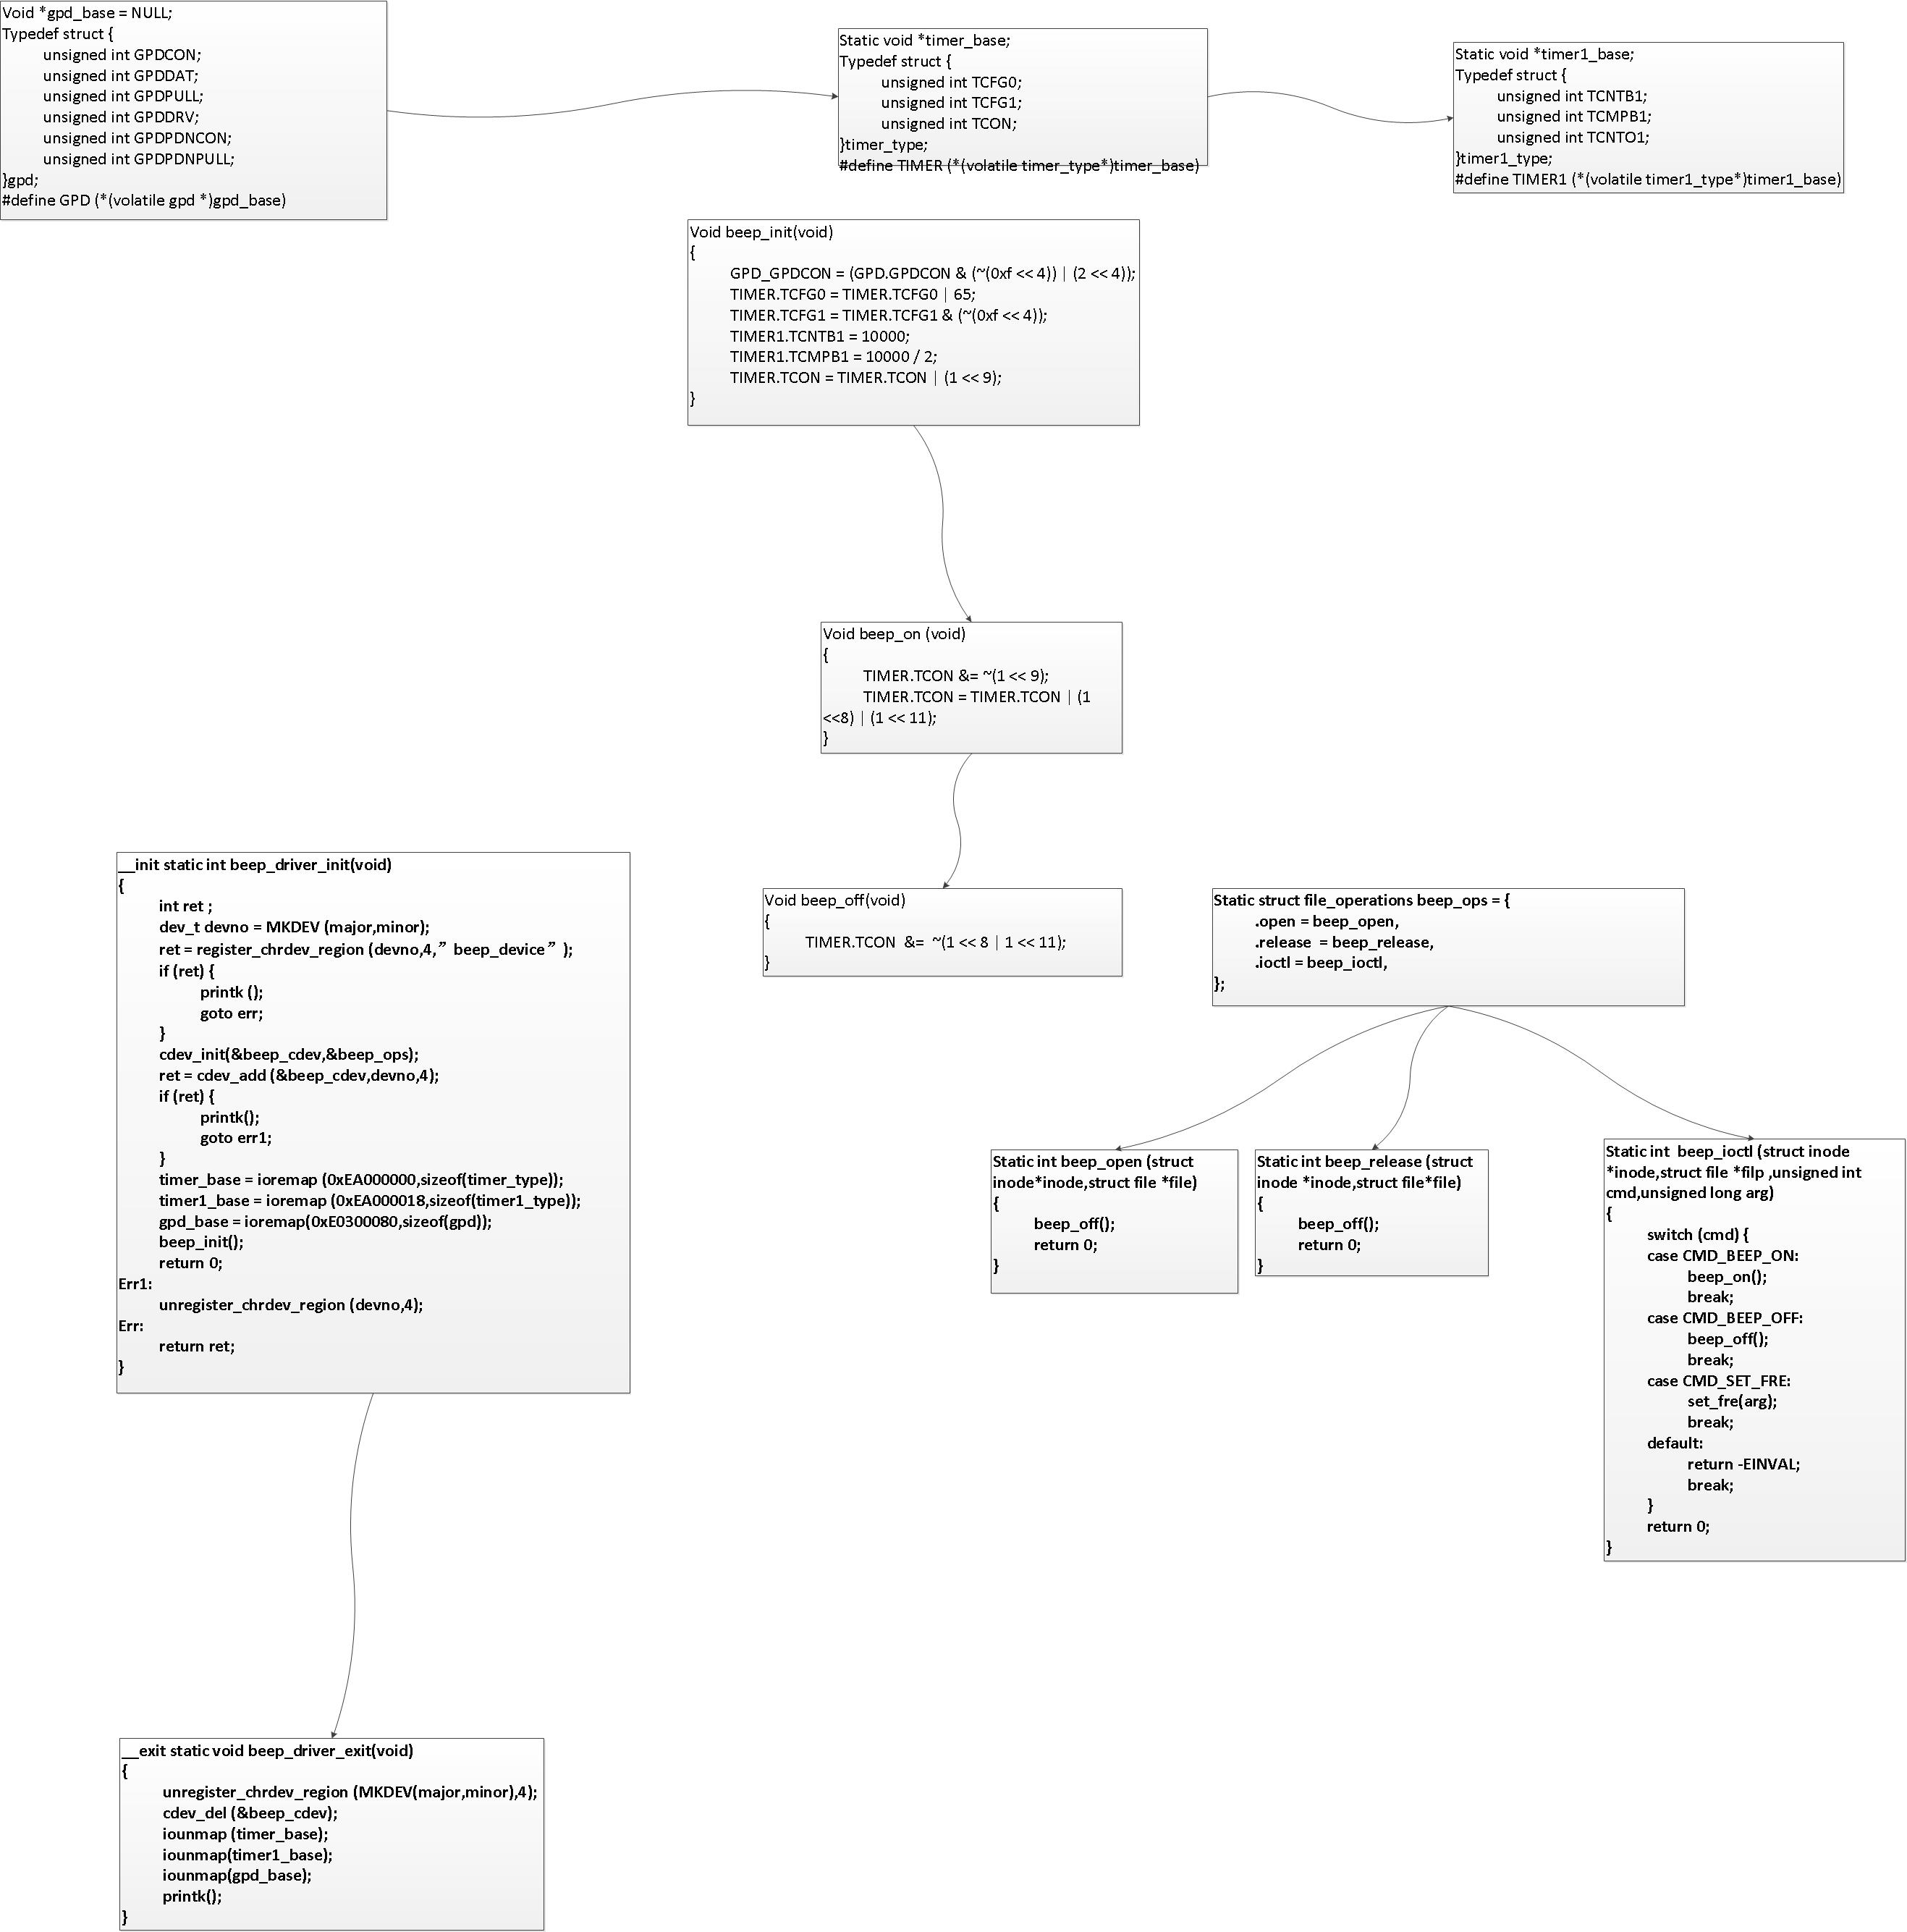 Void *gpd_base = NULL;
Typedef struct {
unsigned int GPDCON;
unsigned int GPDDAT;
unsigned int GPDPULL;
unsigned int GPDDRV;
unsigned int GPDPDNCON;
unsigned int GPDPDNPULL;
}gpd;
#define GPD (*(volatile gpd *)gpd_base)
Static void *timer_base;
Typedef struct {
unsigned int TCFG0;
unsigned int TCFG1;
unsigned int TCON;
}timer_type;
#define TIMER (*(volatile timer_type*)timer_base)
Static void *timer1_base;
Typedef struct {
unsigned int TCNTB1;
unsigned int TCMPB1;
unsigned int TCNTO1;
}timer1_type;
#define TIMER1 (*(volatile timer1_type*)timer1_base)
Void beep_init(void)
{
GPD_GPDCON = (GPD.GPDCON & (~(0xf << 4)) | (2 << 4));
TIMER.TCFG0 = TIMER.TCFG0 | 65;
TIMER.TCFG1 = TIMER.TCFG1 & (~(0xf << 4));
TIMER1.TCNTB1 = 10000;
TIMER1.TCMPB1 = 10000 / 2;
TIMER.TCON = TIMER.TCON | (1 << 9);
}
Void beep_on (void)
{
TIMER.TCON &= ~(1 << 9);
TIMER.TCON = TIMER.TCON | (1
<<8) | (1 << 11);
}
Void beep_off(void)
{
TIMER.TCON &= ~(1 << 8 | 1 << 11);
}
__init static int beep_driver_init(void)
{
int ret ;
dev_t devno = MKDEV (major,minor);
ret = register_chrdev_region (devno,4,” beep_device” );
if (ret) {
printk ();
goto err;
}
cdev_init(&beep_cdev,&beep_ops);
ret = cdev_add (&beep_cdev,devno,4);
if (ret) {
printk();
goto err1;
}
timer_base = ioremap (0xEA000000,sizeof(timer_type));
timer1_base = ioremap (0xEA000018,sizeof(timer1_type));
gpd_base = ioremap(0xE0300080,sizeof(gpd));
beep_init();
return 0;
Err1:
unregister_chrdev_region (devno,4);
Err:
return ret;
}
Static struct file_operations beep_ops = {
.open = beep_open,
.release = beep_release,
.ioctl = beep_ioctl,
};
Static int beep_open (struct
inode*inode,struct file *file)
{
beep_off();
return 0;
}
Static int beep_release (struct
inode *inode,struct file*file)
{
beep_off();
return 0;
}
Static int beep_ioctl (struct inode
*inode,struct file *filp ,unsigned int
cmd,unsigned long arg)
{
switch (cmd) {
case CMD_BEEP_ON:
beep_on();
break;
case CMD_BEEP_OFF:
beep_off();
break;
case CMD_SET_FRE:
set_fre(arg);
break;
default:
return -EINVAL;
break;
}
return 0;
}
__exit static void beep_driver_exit(void)
{
unregister_chrdev_region (MKDEV(major,minor),4);
cdev_del (&beep_cdev);
iounmap (timer_base);
iounmap(timer1_base);
iounmap(gpd_base);
printk();
}